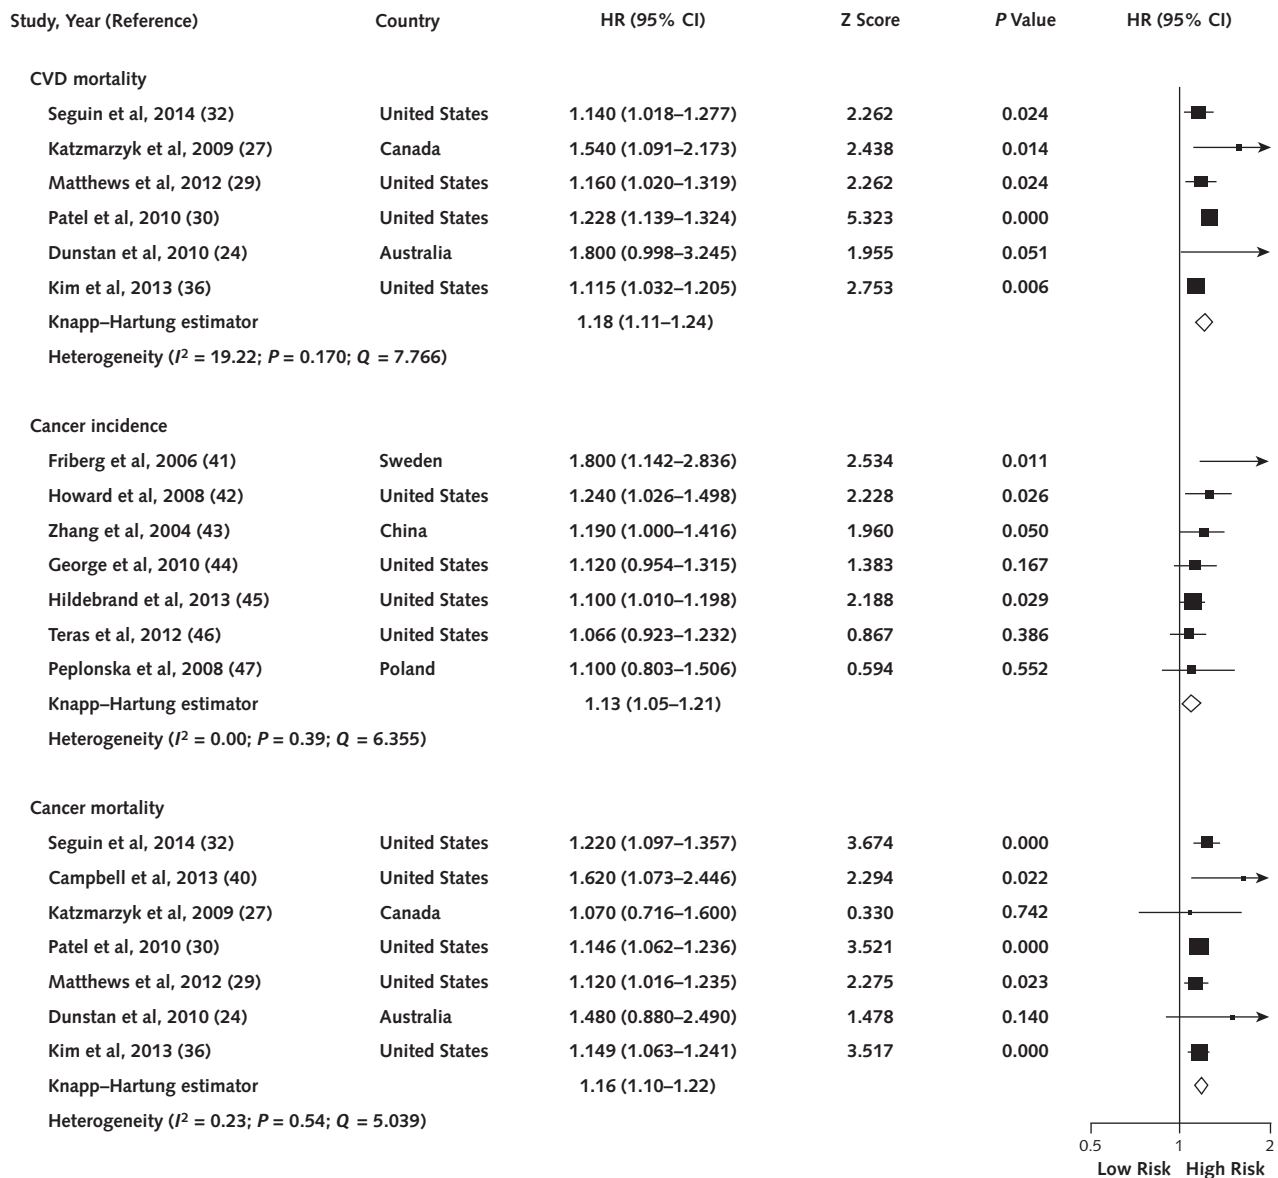 Study, Year (Reference) Country HR (95% CI) Z Score P Value HR (95% CI)
CVD mortality
Seguin et al, 2014 (32) United States 1.140 (1.018–1.277) 2.262 0.024
Katzmarzyk et al, 2009 (27) Canada 1.540 (1.091–2.173) 2.438 0.014
Matthews et al, 2012 (29) United States 1.160 (1.020–1.319) 2.262 0.024
Patel et al, 2010 (30) United States 1.228 (1.139–1.324) 5.323 0.000
Dunstan et al, 2010 (24) Australia 1.800 (0.998–3.245) 1.955 0.051
Kim et al, 2013 (36) United States 1.115 (1.032–1.205) 2.753 0.006
Knapp–Hartung estimator 1.18 (1.11–1.24)
Heterogeneity (I² = 19.22; P = 0.170; Q = 7.766)
Cancer incidence
Friberg et al, 2006 (41) Sweden 1.800 (1.142–2.836) 2.534 0.011
Howard et al, 2008 (42) United States 1.240 (1.026–1.498) 2.228 0.026
Zhang et al, 2004 (43) China 1.190 (1.000–1.416) 1.960 0.050
George et al, 2010 (44) United States 1.120 (0.954–1.315) 1.383 0.167
Hildebrand et al, 2013 (45) United States 1.100 (1.010–1.198) 2.188 0.029
Teras et al, 2012 (46) United States 1.066 (0.923–1.232) 0.867 0.386
Peplonska et al, 2008 (47) Poland 1.100 (0.803–1.506) 0.594 0.552
Knapp–Hartung estimator 1.13 (1.05–1.21)
Heterogeneity (I² = 0.00; P = 0.39; Q = 6.355)
Cancer mortality
Seguin et al, 2014 (32) United States 1.220 (1.097–1.357) 3.674 0.000
Campbell et al, 2013 (40) United States 1.620 (1.073–2.446) 2.294 0.022
Katzmarzyk et al, 2009 (27) Canada 1.070 (0.716–1.600) 0.330 0.742
Patel et al, 2010 (30) United States 1.146 (1.062–1.236) 3.521 0.000
Matthews et al, 2012 (29) United States 1.120 (1.016–1.235) 2.275 0.023
Dunstan et al, 2010 (24) Australia 1.480 (0.880–2.490) 1.478 0.140
Kim et al, 2013 (36) United States 1.149 (1.063–1.241) 3.517 0.000
Knapp–Hartung estimator 1.16 (1.10–1.22)
Heterogeneity (I² = 0.23; P = 0.54; Q = 5.039)
0.5 1 2
Low Risk High Risk